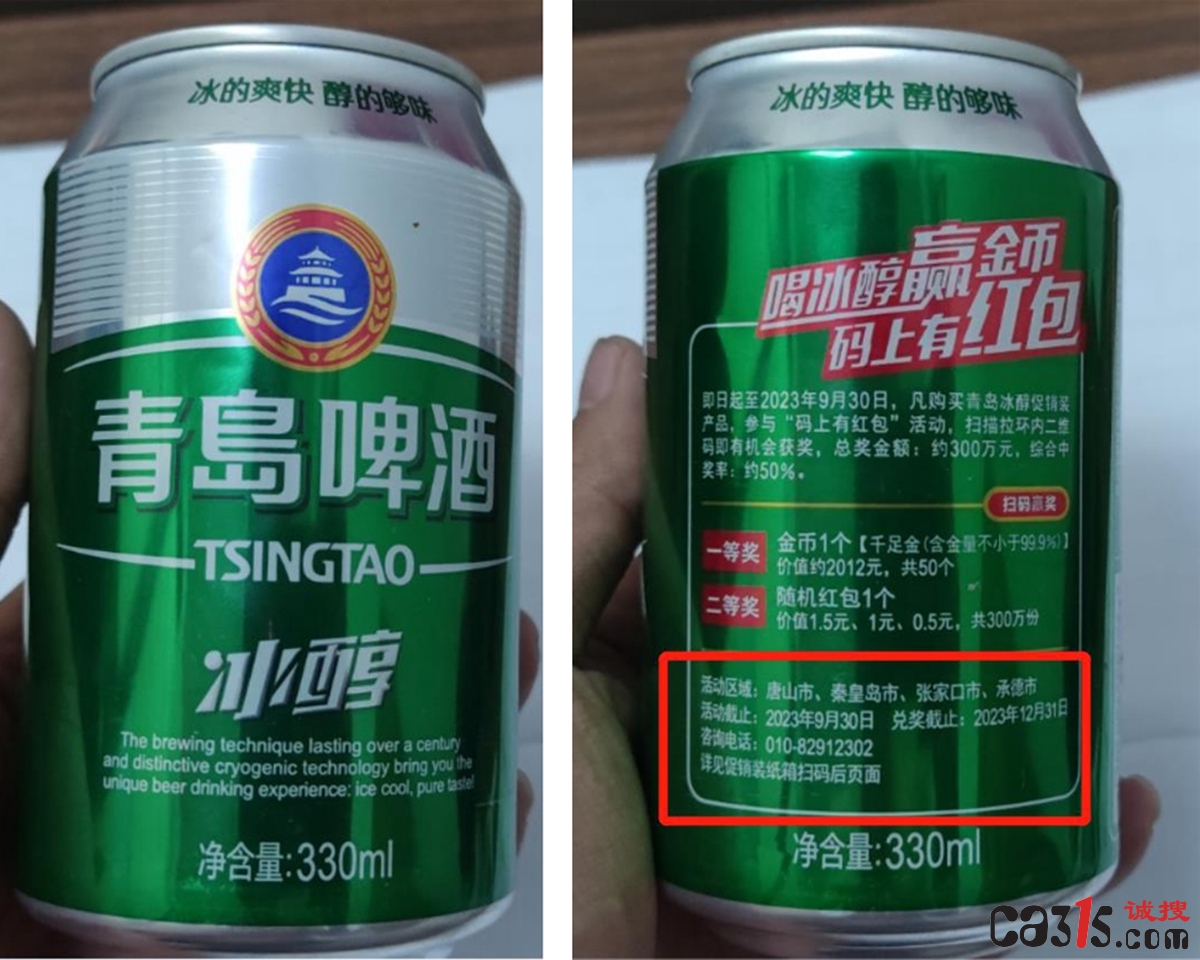 冰的爽快 醇的够味
青島啤酒
TSINGTAO
冰醇
The brewing technique lasting over a century
and distinctive cryogenic technology bring you the
unique beer drinking experience: ice cool, pure taste!
净含量:330ml
冰的爽快 醇的够味
喝冰醇赢金币
码上有红包
即日起至2023年9月30日,凡购买青岛冰醇促销装
产品,参与“码上有红包”活动,扫描拉环内二维
码即有机会获奖,总奖金额:约300万元,综合中
奖率:约50%。
扫码赢奖
一等奖 金币1个【千足金(含金量不小于99.9%)】
价值约2012元,共50个
二等奖 随机红包1个
价值1.5元、1元、0.5元,共300万份
活动区域:唐山市、秦皇岛市、张家口市、承德市
活动截止:2023年9月30日 兑奖截止:2023年12月31日
咨询电话:010-82912302
详见促销装纸箱扫码后页面
净含量:330ml
ca315.com 诚搜